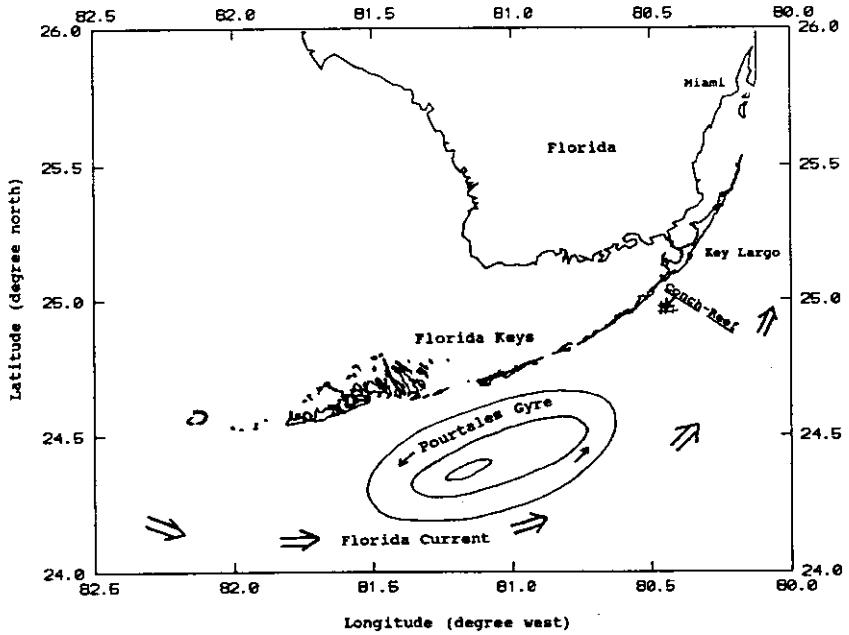 82.5 82.0 81.5 81.0 80.5 80.0
26.0 26.0
Miami
Florida
25.5 25.5
Key Largo
Latitude (degree north)
25.0 25.0
Conch-Reef
Florida Keys
Pourtales Gyre
24.5 24.5
Florida Current
24.0 24.0
82.5 82.0 81.5 81.0 80.5 80.0
Longitude (degree west)